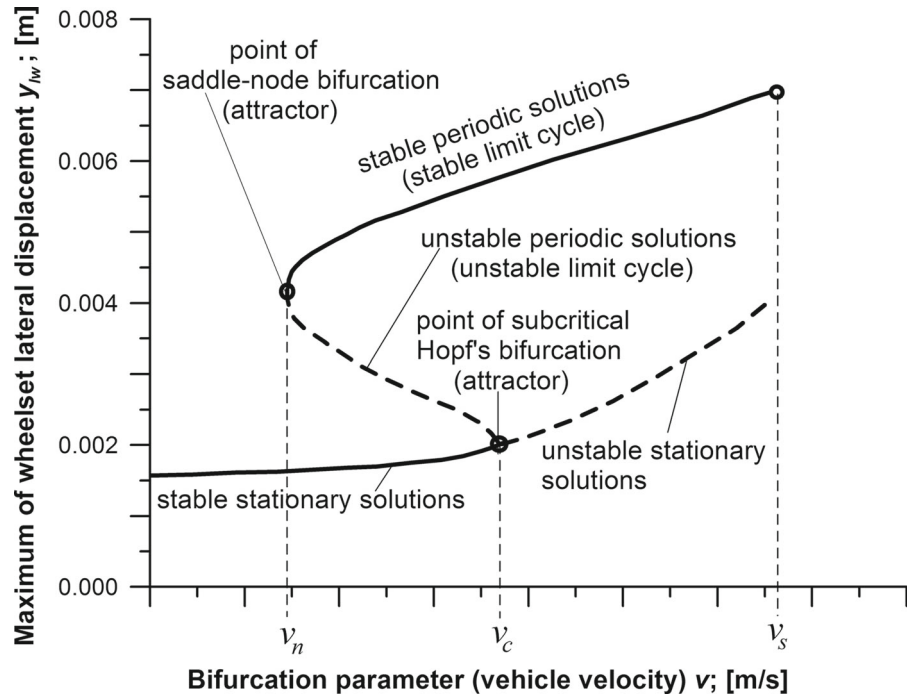 Maximum of wheelset lateral displacement y_lw; [m]
0.008
0.006
0.004
0.002
0.000
point of
saddle-node bifurcation
(attractor)
stable periodic solutions
(stable limit cycle)
unstable periodic solutions
(unstable limit cycle)
point of subcritical
Hopf's bifurcation
(attractor)
unstable stationary
solutions
stable stationary solutions
v_n
v_c
v_s
Bifurcation parameter (vehicle velocity) v; [m/s]